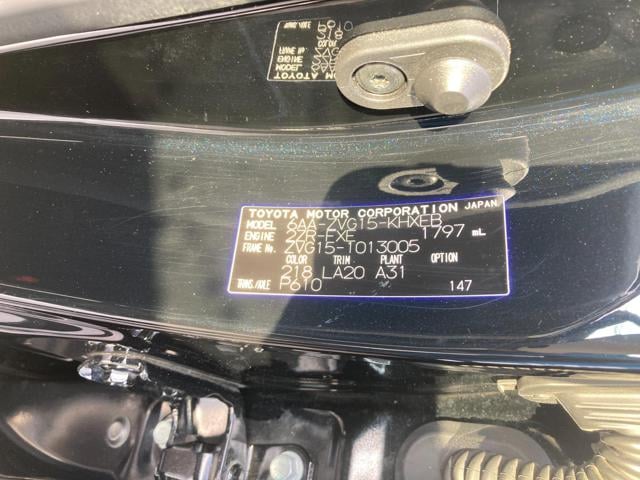 TOYOTA MOTOR CORPORATION JAPAN.
MODEL 6AA-ZVG15-KHXEB
ENGINE 2ZR-FXE 1797 mL
FRAME No. ZVG15-T013005
COLOR TRIM PLANT OPTION
218 LA20 A31
TRANS./AXLE P610 147